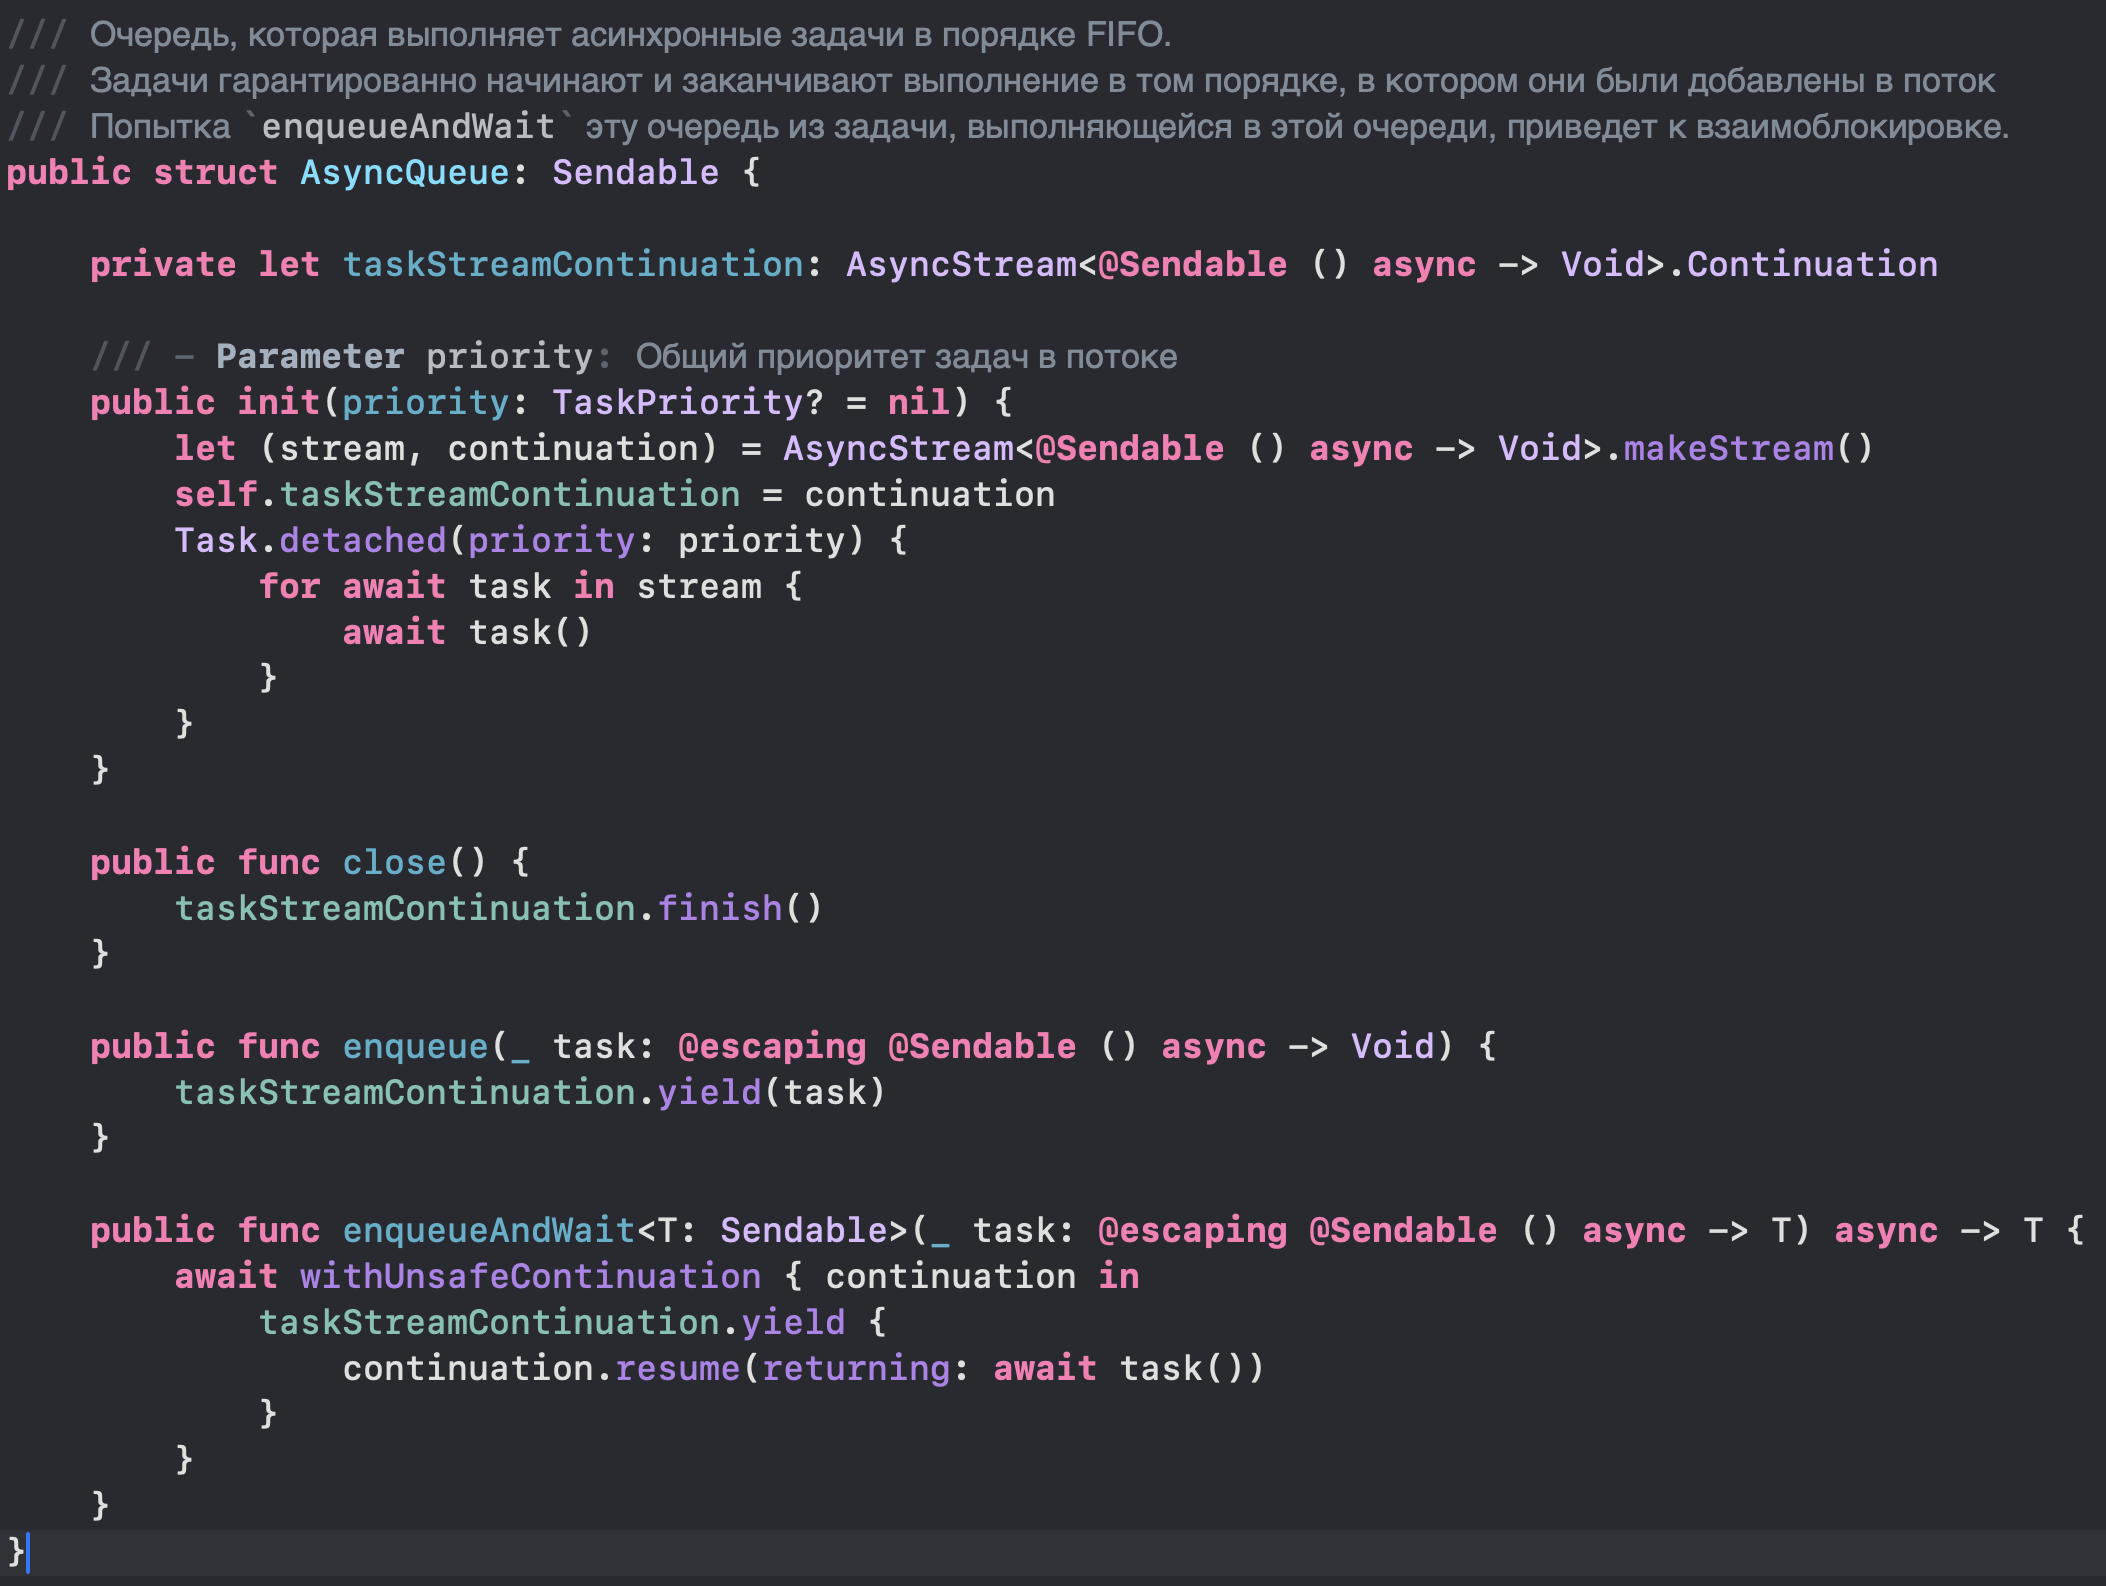 /// Очередь, которая выполняет асинхронные задачи в порядке FIFO.
/// Задачи гарантированно начинают и заканчивают выполнение в том порядке, в котором они были добавлены в поток
/// Попытка `enqueueAndWait` эту очередь из задачи, выполняющейся в этой очереди, приведет к взаимоблокировке.
public struct AsyncQueue: Sendable {

    private let taskStreamContinuation: AsyncStream<@Sendable () async -> Void>.Continuation

    /// - Parameter priority: Общий приоритет задач в потоке
    public init(priority: TaskPriority? = nil) {
        let (stream, continuation) = AsyncStream<@Sendable () async -> Void>.makeStream()
        self.taskStreamContinuation = continuation
        Task.detached(priority: priority) {
            for await task in stream {
                await task()
            }
        }
    }

    public func close() {
        taskStreamContinuation.finish()
    }

    public func enqueue(_ task: @escaping @Sendable () async -> Void) {
        taskStreamContinuation.yield(task)
    }

    public func enqueueAndWait<T: Sendable>(_ task: @escaping @Sendable () async -> T) async -> T {
        await withUnsafeContinuation { continuation in
            taskStreamContinuation.yield {
                continuation.resume(returning: await task())
            }
        }
    }
}